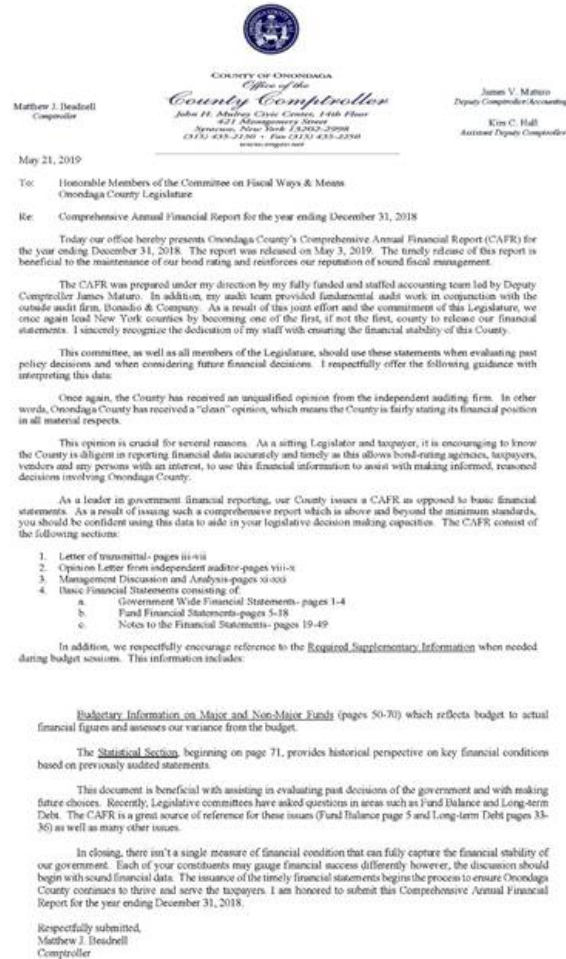 COUNTY OF ONONDAGA
Office of the
County Comptroller
John H. Mulroy Civic Center, 14th Floor
421 Montgomery Street
Syracuse, New York 13202-2998
(315) 435-2130 • Fax (315) 435-2250
www.ongov.net
Matthew J. Beadnell
Comptroller
James V. Maturo
Deputy Comptroller/Accounting
Kim C. Hall
Assistant Deputy Comptroller
May 21, 2019
To: Honorable Members of the Committee on Fiscal Ways & Means
Onondaga County Legislature
Re: Comprehensive Annual Financial Report for the year ending December 31, 2018
Today our office hereby presents Onondaga County's Comprehensive Annual Financial Report (CAFR) for
the year ending December 31, 2018. The report was released on May 3, 2019. The timely release of this report is
beneficial to the maintenance of our bond rating and reinforces our reputation of sound fiscal management.
The CAFR was prepared under my direction by my fully funded and staffed accounting team led by Deputy
Comptroller James Maturo. In addition, my audit team provided fundamental audit work in conjunction with the
outside audit firm, Bonadio & Company. As a result of this joint effort and the commitment of this Legislature, we
once again lead New York counties by becoming one of the first, if not the first, county to release our financial
statements. I sincerely recognize the dedication of my staff with ensuring the financial stability of this County.
This committee, as well as all members of the Legislature, should use these statements when evaluating past
policy decisions and when considering future financial decisions. I respectfully offer the following guidance with
interpreting this data:
Once again, the County has received an unqualified opinion from the independent auditing firm. In other
words, Onondaga County has received a "clean" opinion, which means the County is fairly stating its financial position
in all material respects.
This opinion is crucial for several reasons. As a sitting Legislator and taxpayer, it is encouraging to know
the County is diligent in reporting financial data accurately and timely as this allows bond-rating agencies, taxpayers,
vendors and any persons with an interest, to use this financial information to assist with making informed, reasoned
decisions involving Onondaga County.
As a leader in government financial reporting, our County issues a CAFR as opposed to basic financial
statements. As a result of issuing such a comprehensive report which is above and beyond the minimum standards,
you should be confident using this data to aide in your legislative decision making capacities. The CAFR consist of
the following sections:
1. Letter of transmittal- pages iii-vii
2. Opinion Letter from independent auditor-pages viii-x
3. Management Discussion and Analysis-pages xi-xxi
4. Basic Financial Statements consisting of:
a. Government Wide Financial Statements- pages 1-4
b. Fund Financial Statements-pages 5-18
c. Notes to the Financial Statements- pages 19-49
In addition, we respectfully encourage reference to the Required Supplementary Information when needed
during budget sessions. This information includes:
Budgetary Information on Major and Non-Major Funds (pages 50-70) which reflects budget to actual
financial figures and assesses our variance from the budget.
The Statistical Section, beginning on page 71, provides historical perspective on key financial conditions
based on previously audited statements.
This document is beneficial with assisting in evaluating past decisions of the government and with making
future choices. Recently, Legislative committees have asked questions in areas such as Fund Balance and Long-term
Debt. The CAFR is a great source of reference for these issues (Fund Balance page 5 and Long-term Debt pages 33-
36) as well as many other issues.
In closing, there isn't a single measure of financial condition that can fully capture the financial stability of
our government. Each of your constituents may gauge financial success differently however, the discussion should
begin with sound financial data. The issuance of the timely financial statements begins the process to ensure Onondaga
County continues to thrive and serve the taxpayers. I am honored to submit this Comprehensive Annual Financial
Report for the year ending December 31, 2018.
Respectfully submitted,
Matthew J. Beadnell
Comptroller